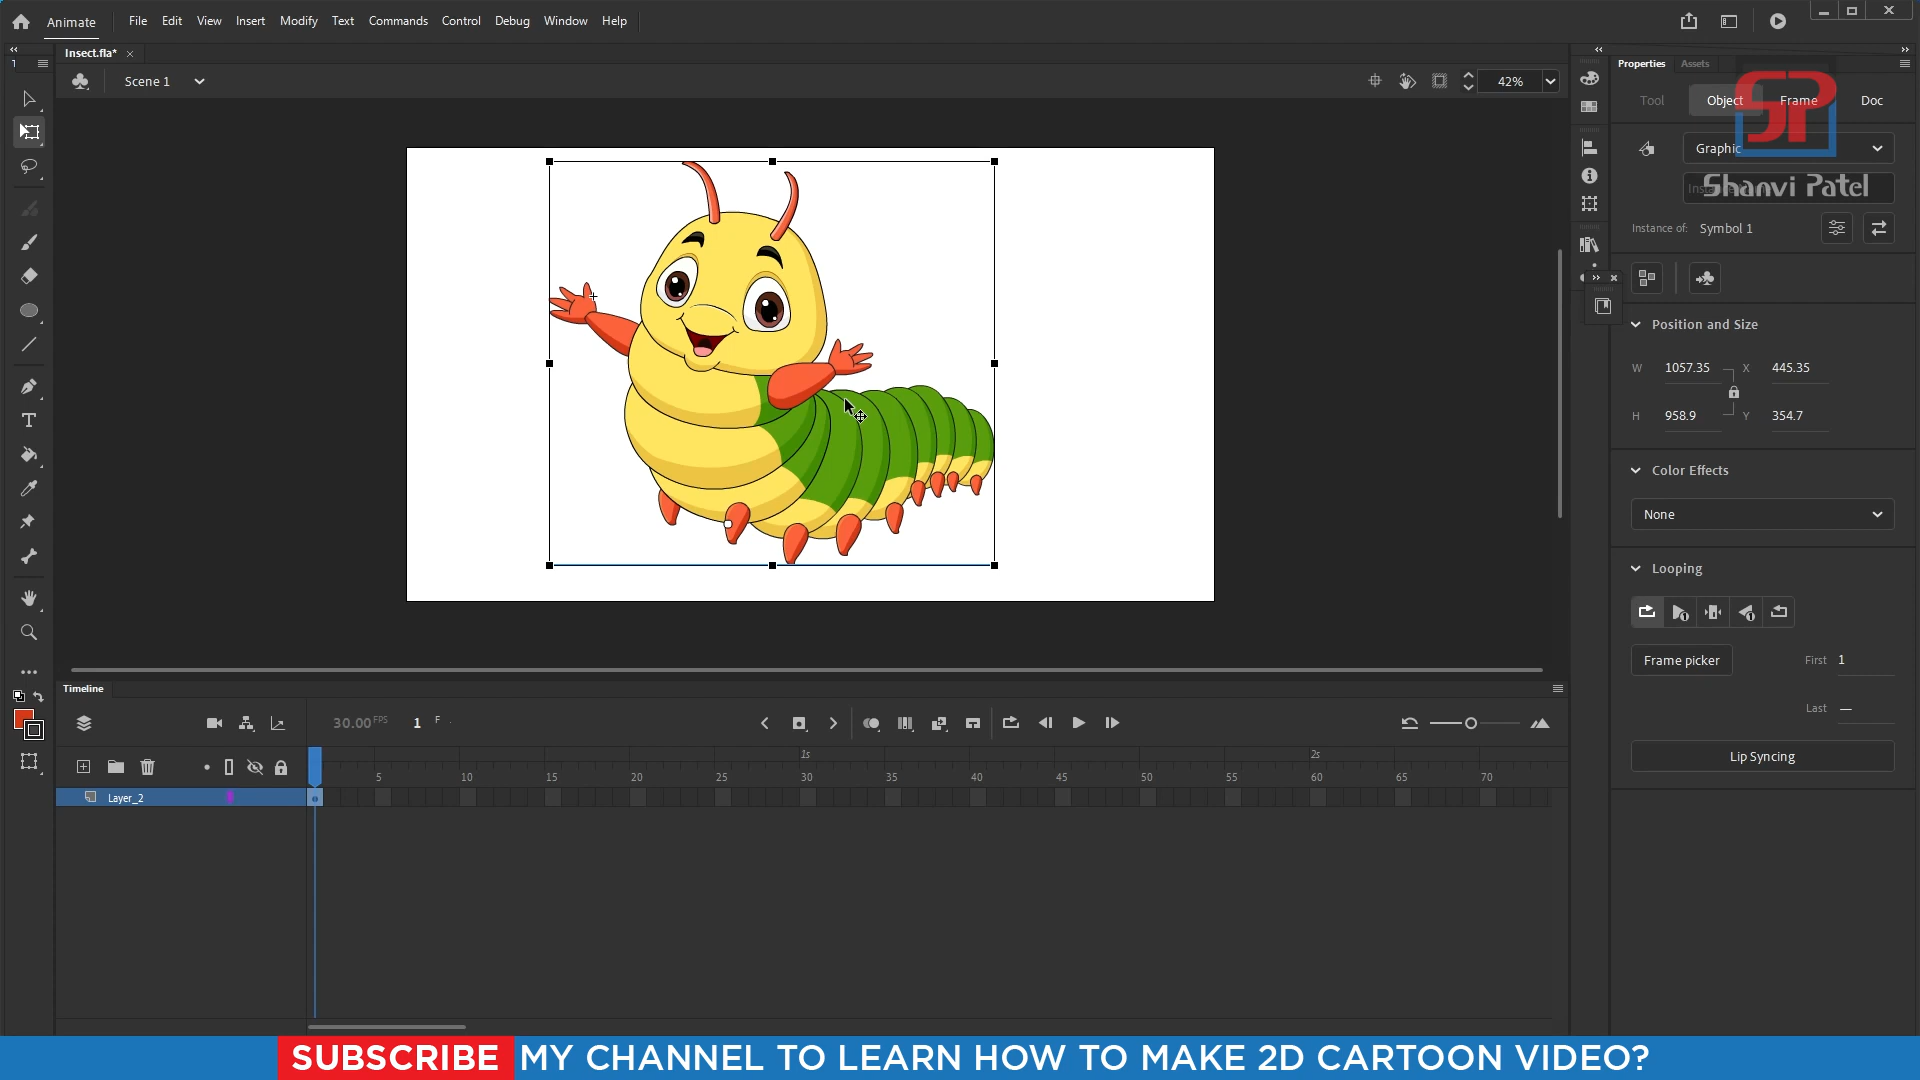 Animate File Edit View Insert Modify Text Commands Control Debug Window Help
Insect.fla*
Scene 1
42%
Properties Assets
Tool Object Frame Doc
SP
Graphic
Shanvi Patel
Instance of: Symbol 1
Position and Size
W 1057.35 X 445.35
H 958.9 Y 354.7
Color Effects
None
Looping
Frame picker First 1
Last —
Lip Syncing
Timeline
30.00 FPS 1 F
1s 2s
5 10 15 20 25 30 35 40 45 50 55 60 65 70
Layer_2
SUBSCRIBE MY CHANNEL TO LEARN HOW TO MAKE 2D CARTOON VIDEO?